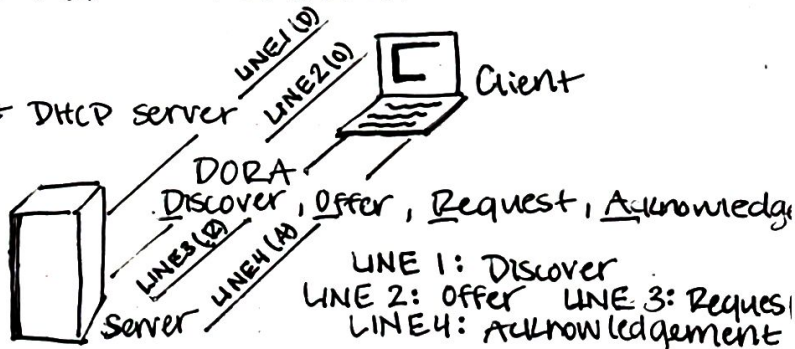 LINE1 (D)
LINE2 (O)
Client
DHCP server
DORA
Discover, Offer, Request, Acknowledge
LINE3 (R)
LINE4 (A)
LINE 1: Discover
Server
LINE 2: Offer LINE 3: Reques
LINE4: Acknowledgement